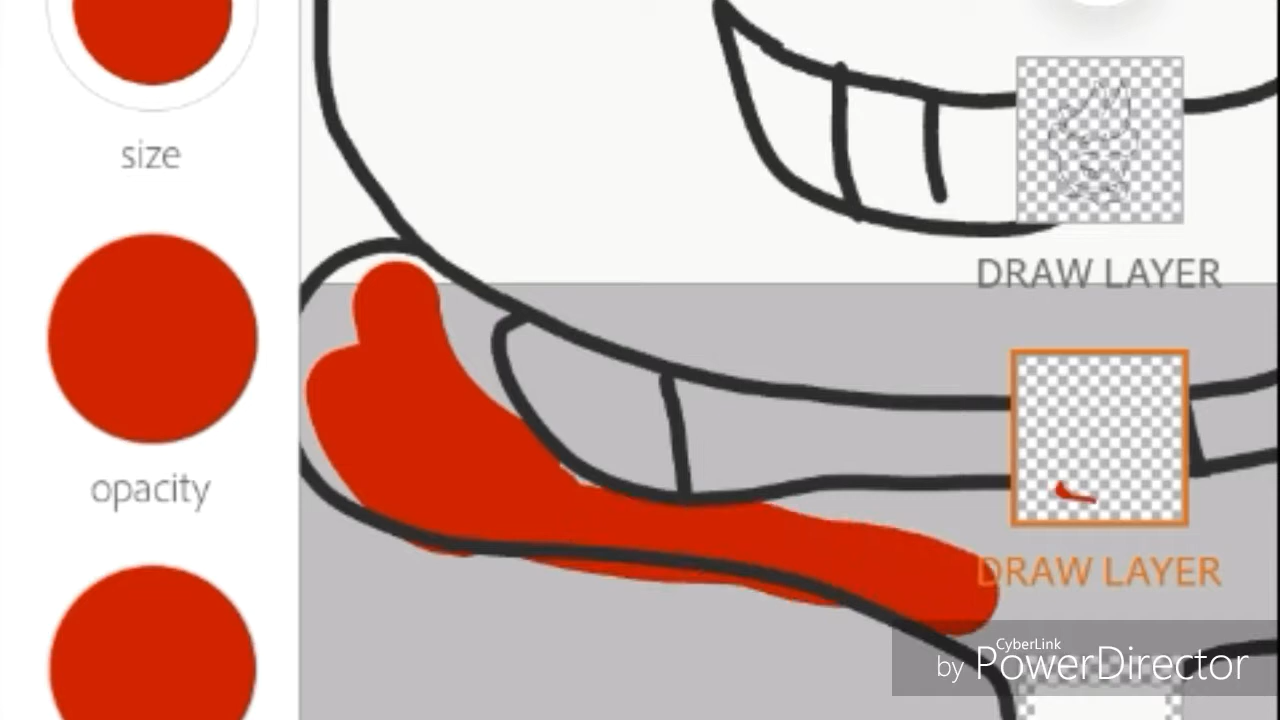 size
DRAW LAYER
opacity
DRAW LAYER
CyberLink
by PowerDirector